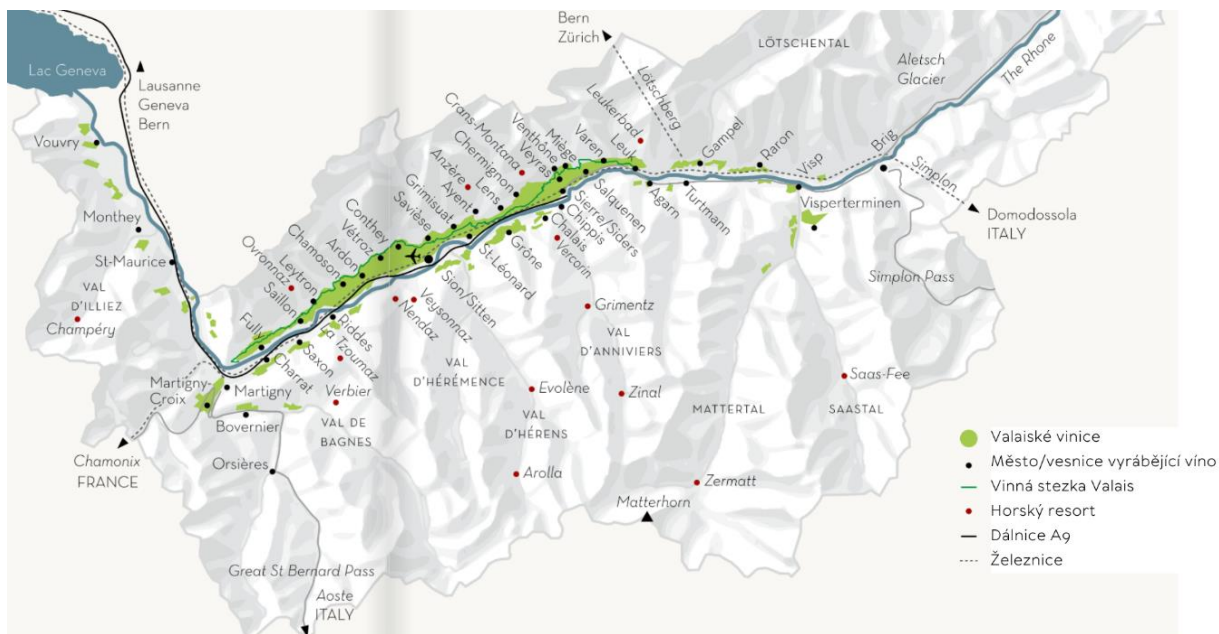 Bern
Zürich
LÖTSCHENTAL
Aletsch
Glacier
The Rhone
Lac Geneva
Lausanne
Geneva
Bern
Lötschberg
Leukerbad
Crans-Montana
Chermignon
Venthône
Veyras
Miège
Varen
Leuk
Gampel
Raron
Visp
Brig
Simplon
Vouvry
Anzère
Ayent
Lens
Grimisuat
Savièse
Conthey
Vétroz
Ardon
Chamoson
Ovronnaz
Leytron
Saillon
Fully
Salquenen
Sierre/Siders
Chippis
Chalais
Vercorin
Agarn
Turtmann
Visperterminen
Domodossola
ITALY
Monthey
St-Maurice
VAL
D'ILLIEZ
Champéry
Grône
St-Léonard
Sion/Sitten
Veysonnaz
Nendaz
Riddes
La Tzoumaz
Saxon
Charrat
Simplon Pass
Grimentz
VAL
D'ANNIVIERS
VAL
D'HÉRÉMENCE
Martigny-
Croix
Martigny
Verbier
Evolène
Zinal
Saas-Fee
MATTERTAL
SAASTAL
Bovernier
VAL DE
BAGNES
VAL
D'HÉRENS
Chamonix
FRANCE
Orsières
Arolla
Zermatt
Matterhorn
Great St Bernard Pass
Aoste
ITALY
Valaiské vinice
Město/vesnice vyrábějící víno
Vinná stezka Valais
Horský resort
Dálnice A9
Železnice